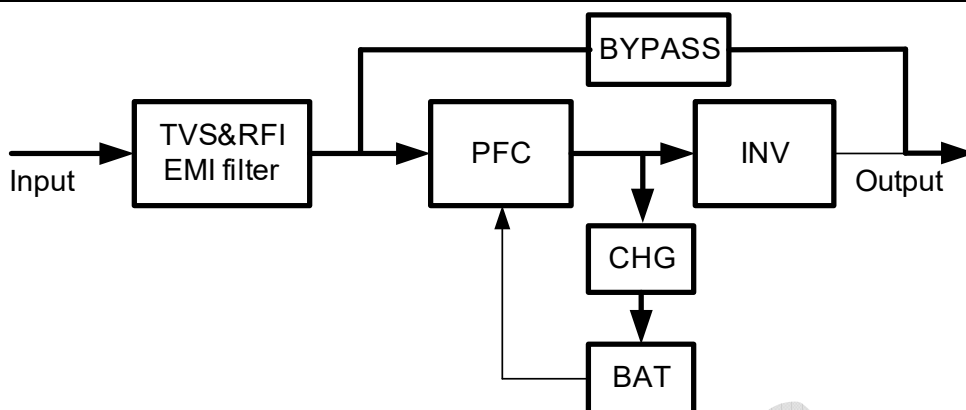 BYPASS
TVS&RFI
EMI filter
PFC
INV
Input
Output
CHG
BAT